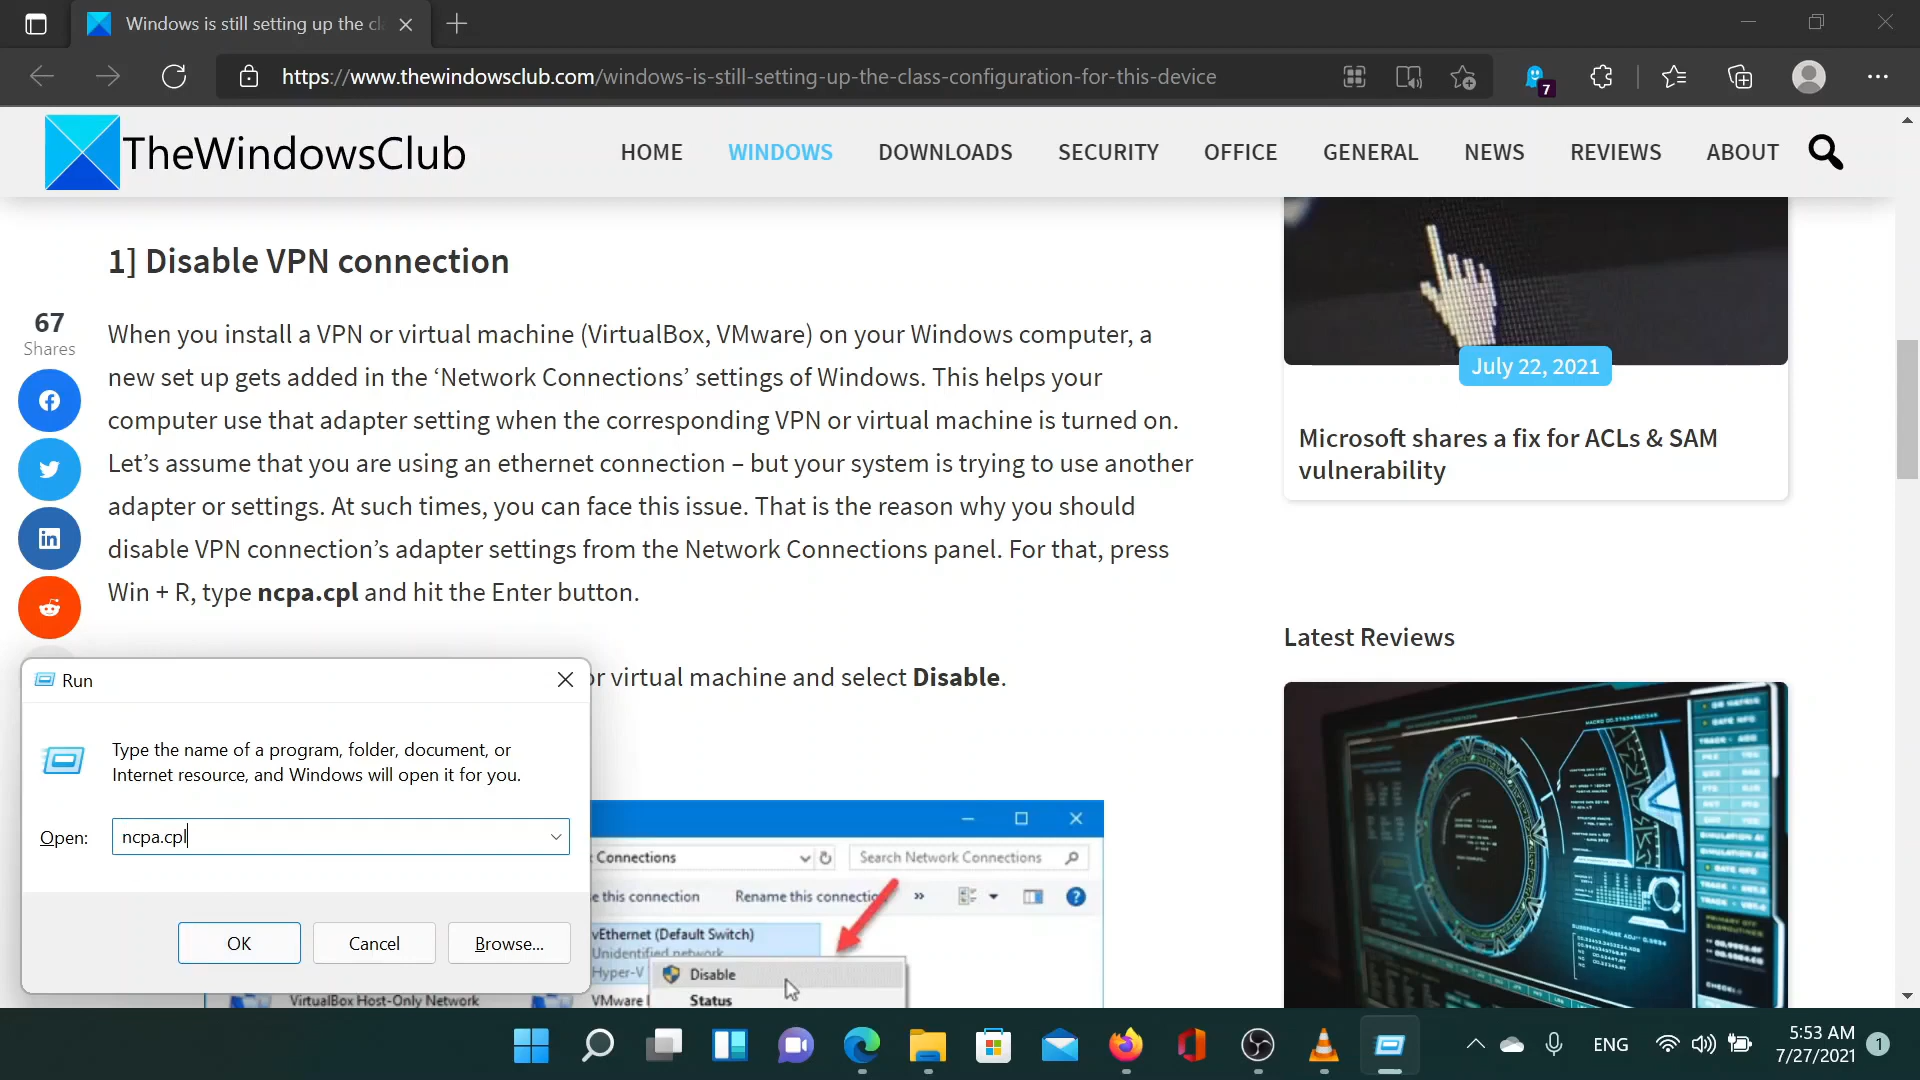 Windows is still setting up the cl
https://www.thewindowsclub.com/windows-is-still-setting-up-the-class-configuration-for-this-device
7
TheWindowsClub
HOME WINDOWS DOWNLOADS SECURITY OFFICE GENERAL NEWS REVIEWS ABOUT
1] Disable VPN connection
67
Shares
When you install a VPN or virtual machine (VirtualBox, VMware) on your Windows computer, a
new set up gets added in the ‘Network Connections’ settings of Windows. This helps your
computer use that adapter setting when the corresponding VPN or virtual machine is turned on.
Let’s assume that you are using an ethernet connection – but your system is trying to use another
adapter or settings. At such times, you can face this issue. That is the reason why you should
disable VPN connection’s adapter settings from the Network Connections panel. For that, press
Win + R, type ncpa.cpl and hit the Enter button.
or virtual machine and select Disable.
July 22, 2021
Microsoft shares a fix for ACLs & SAM
vulnerability
Latest Reviews
Run
Type the name of a program, folder, document, or
Internet resource, and Windows will open it for you.
Open: ncpa.cpl
OK Cancel Browse...
Connections
Search Network Connections
e this connection Rename this connection »
vEthernet (Default Switch)
Unidentified network
Hyper-V
Disable
Status
VirtualBox Host-Only Network
VMware
ENG
5:53 AM
7/27/2021
1